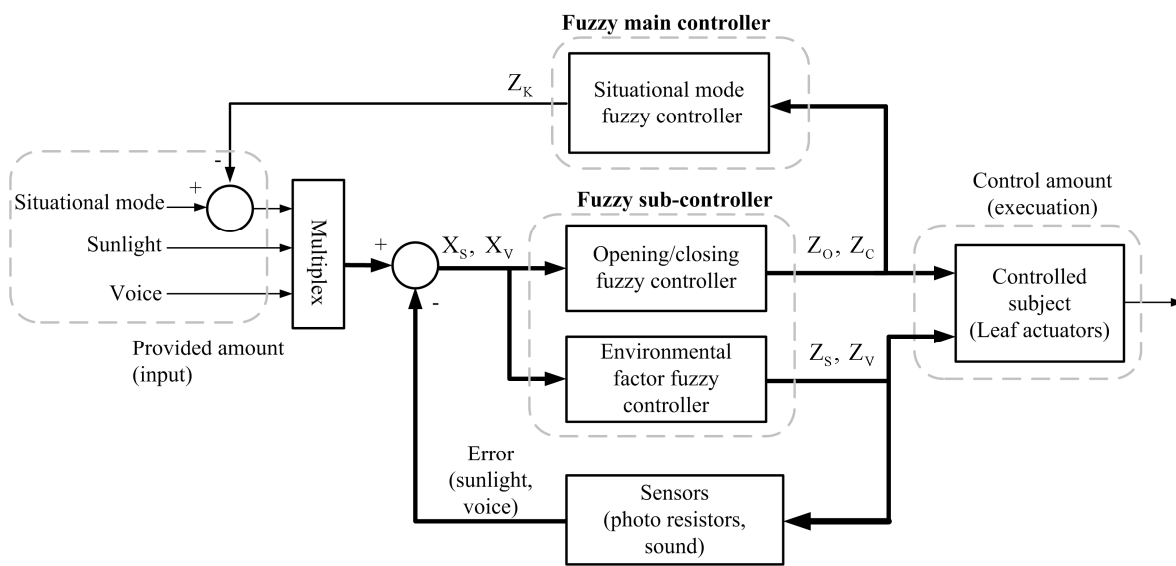 Fuzzy main controller
Situational mode
fuzzy controller
Z_K
-
+
Situational mode
Sunlight
Voice
Provided amount
(input)
Multiplex
+
-
X_S, X_V
Fuzzy sub-controller
Opening/closing
fuzzy controller
Z_O, Z_C
Environmental
factor fuzzy
controller
Z_S, Z_V
Control amount
(execuation)
Controlled
subject
(Leaf actuators)
Error
(sunlight,
voice)
Sensors
(photo resistors,
sound)